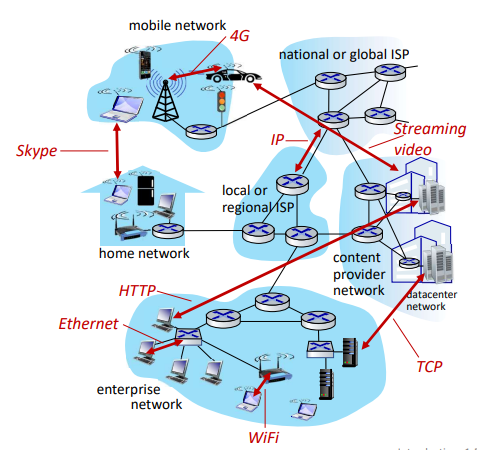 mobile network
4G
national or global ISP
Skype
IP
Streaming
video
local or
regional ISP
home network
content
provider
network
datacenter
network
HTTP
Ethernet
TCP
enterprise
network
WiFi